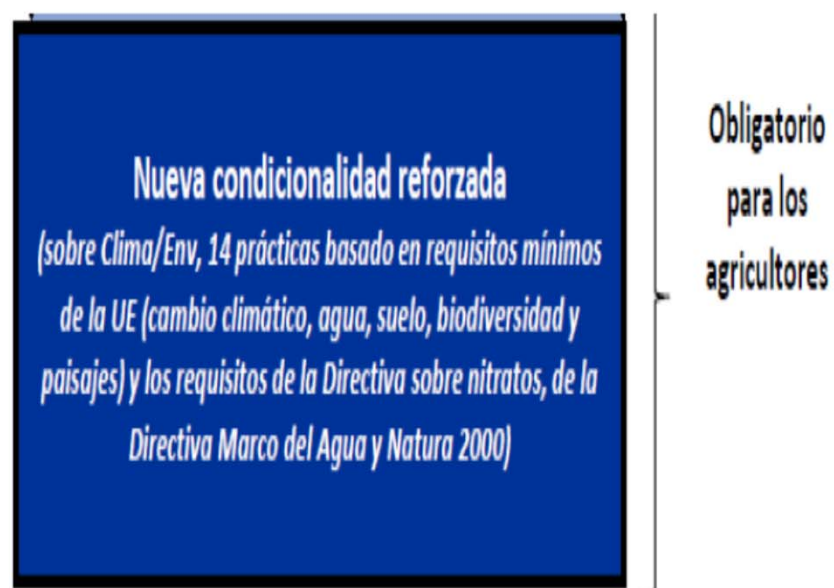 Nueva condicionalidad reforzada
(sobre Clima/Env, 14 prácticas basado en requisitos mínimos
de la UE (cambio climático, agua, suelo, biodiversidad y
paisajes) y los requisitos de la Directiva sobre nitratos, de la
Directiva Marco del Agua y Natura 2000)
Obligatorio
para los
agricultores